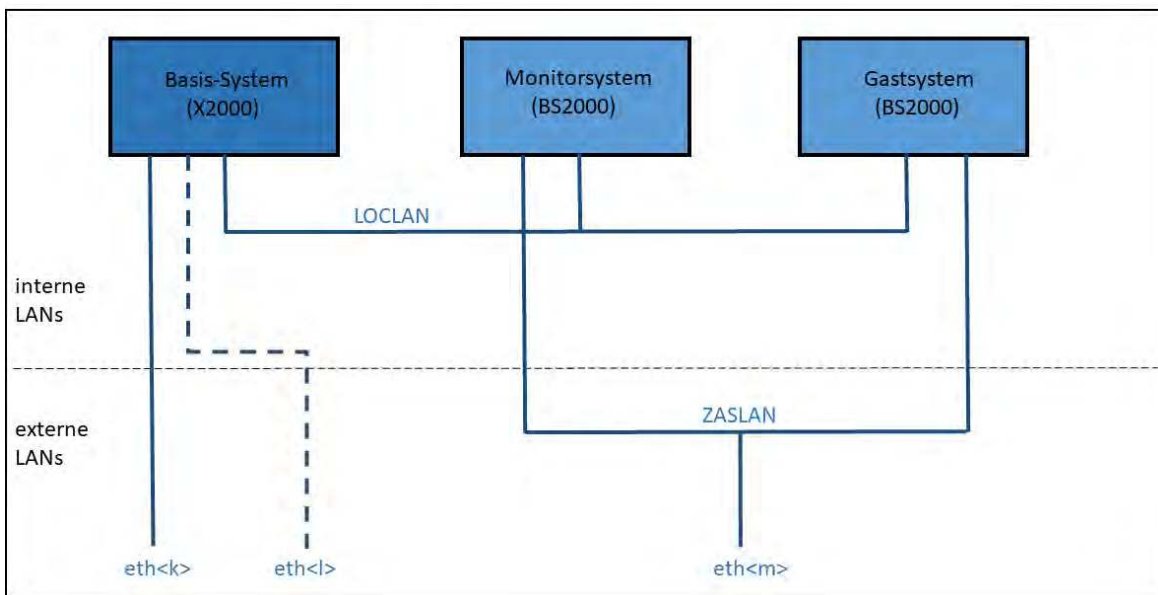 Basis-System
(X2000)
Monitorsystem
(BS2000)
Gastsystem
(BS2000)
LOCLAN
interne
LANs
ZASLAN
externe
LANs
eth<k>
eth<l>
eth<m>